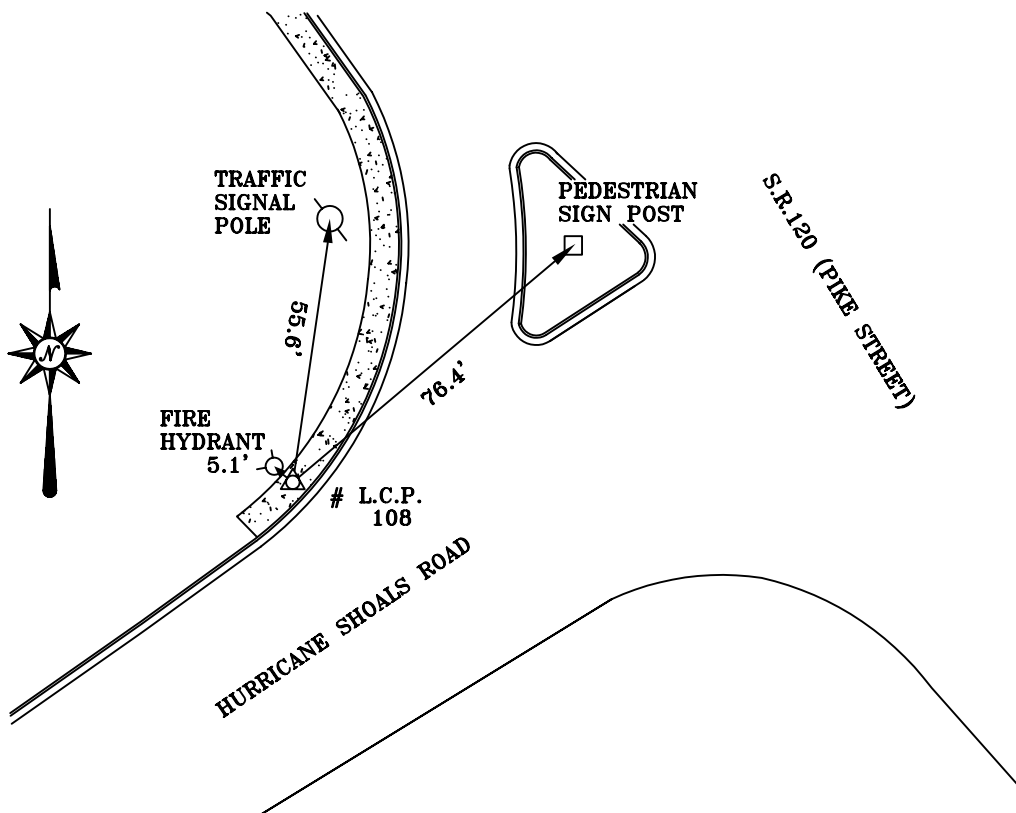 TRAFFIC
SIGNAL
POLE
PEDESTRIAN
SIGN POST
S.R.120 (PIKE STREET)
55.6'
76.4'
N
FIRE
HYDRANT
5.1'
# L.C.P.
108
HURRICANE SHOALS ROAD